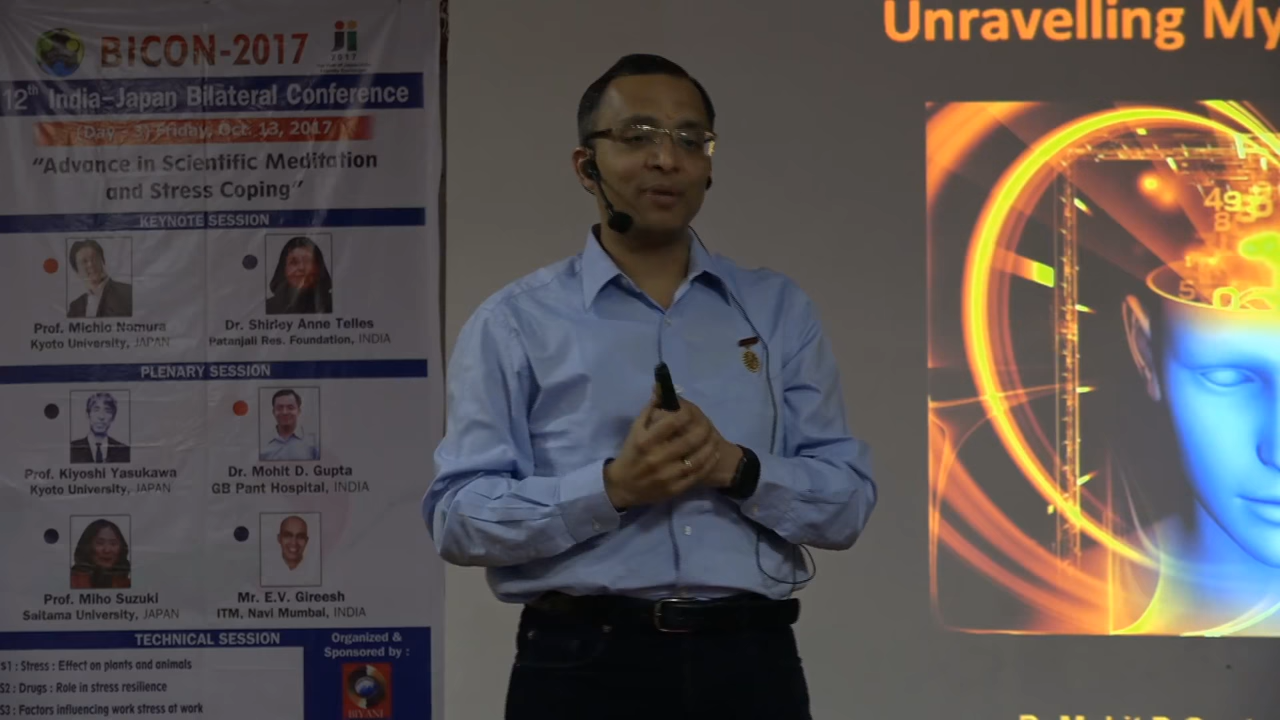 BICON-2017
2017
12th India-Japan Bilateral Conference
(Day - 3) Friday, Oct. 13, 2017
"Advance in Scientific Meditation
and Stress Coping"
KEYNOTE SESSION
Prof. Michio Nomura
Kyoto University, JAPAN
Dr. Shirley Anne Telles
Patanjali Res. Foundation, INDIA
PLENARY SESSION
Prof. Kiyoshi Yasukawa
Kyoto University, JAPAN
Dr. Mohit D. Gupta
GB Pant Hospital, INDIA
Prof. Miho Suzuki
Saitama University, JAPAN
Mr. E.V. Gireesh
ITM, Navi Mumbai, INDIA
TECHNICAL SESSION
S1 : Stress : Effect on plants and animals
S2 : Drugs : Role in stress resilience
S3 : Factors influencing work stress at work
Organized &
Sponsored by :
BIYANI
Unravelling My